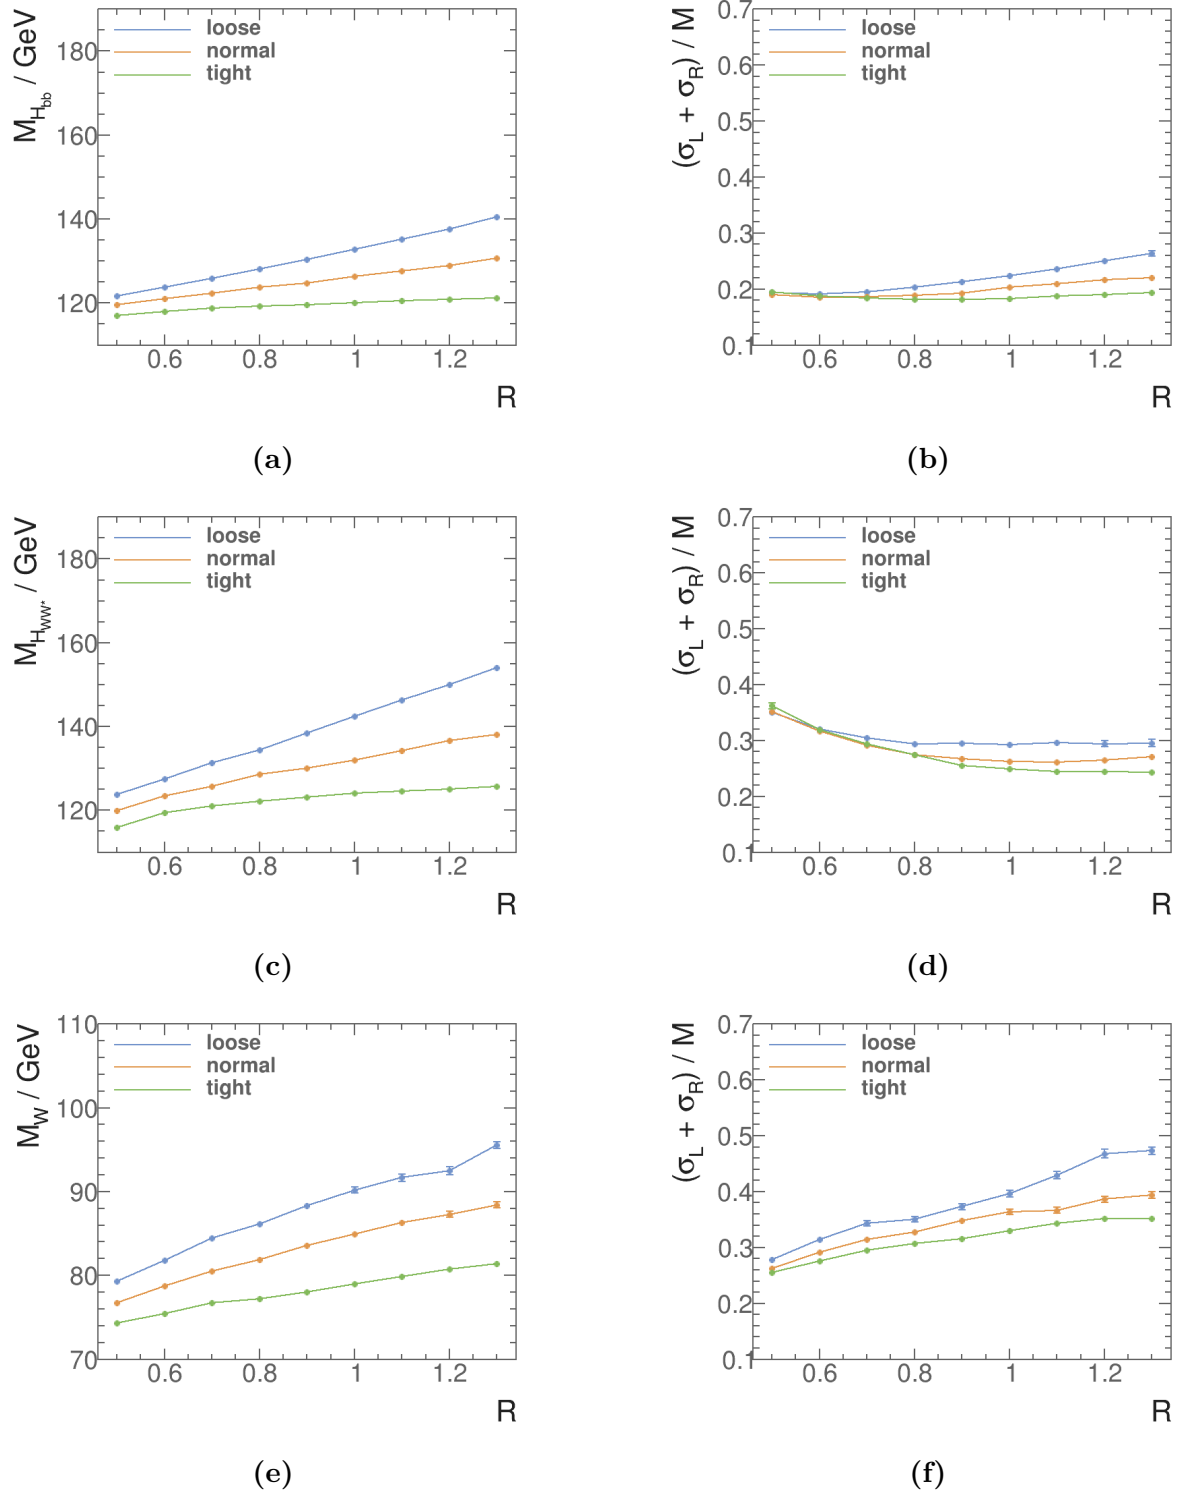 M_{H_{bb}} / GeV
180
160
140
120
loose
normal
tight
0.6 0.8 1 1.2
R
(a)
(σ_L + σ_R) / M
0.7
0.6
0.5
0.4
0.3
0.2
0.1
loose
normal
tight
0.6 0.8 1 1.2
R
(b)
M_{H_{WW*}} / GeV
180
160
140
120
loose
normal
tight
0.6 0.8 1 1.2
R
(c)
(σ_L + σ_R) / M
0.7
0.6
0.5
0.4
0.3
0.2
0.1
loose
normal
tight
0.6 0.8 1 1.2
R
(d)
M_W / GeV
110
100
90
80
70
loose
normal
tight
0.6 0.8 1 1.2
R
(e)
(σ_L + σ_R) / M
0.7
0.6
0.5
0.4
0.3
0.2
0.1
loose
normal
tight
0.6 0.8 1 1.2
R
(f)